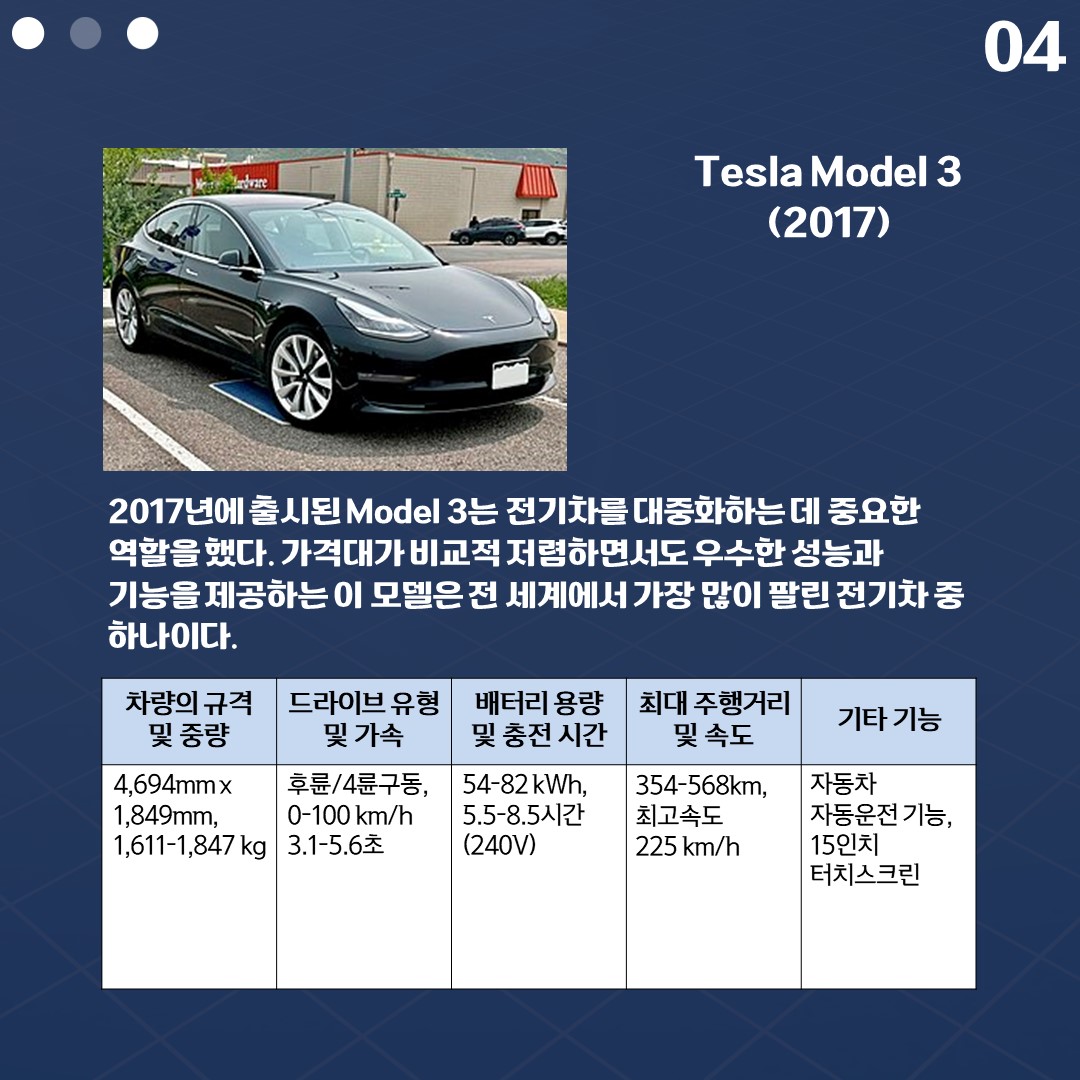 04
Tesla Model 3
(2017)
2017년에 출시된 Model 3는 전기차를 대중화하는 데 중요한
역할을 했다. 가격대가 비교적 저렴하면서도 우수한 성능과
기능을 제공하는 이 모델은 전 세계에서 가장 많이 팔린 전기차 중
하나이다.
차량의 규격
및 중량
드라이브 유형
및 가속
배터리 용량
및 충전 시간
최대 주행거리
및 속도
기타 기능
4,694mm x
1,849mm,
1,611-1,847 kg
후륜/4륜구동,
0-100 km/h
3.1-5.6초
54-82 kWh,
5.5-8.5시간
(240V)
354-568km,
최고속도
225 km/h
자동차
자동운전 기능,
15인치
터치스크린